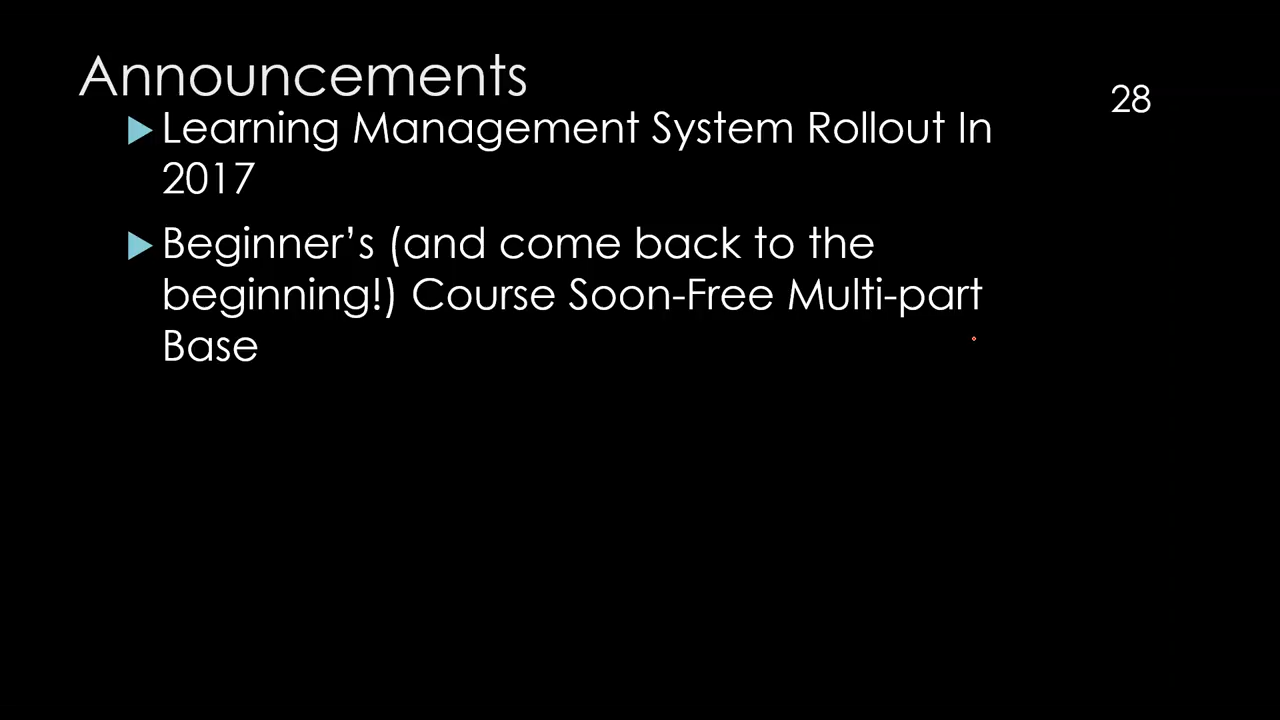 Announcements
28
Learning Management System Rollout In
2017
Beginner’s (and come back to the
beginning!) Course Soon-Free Multi-part
Base